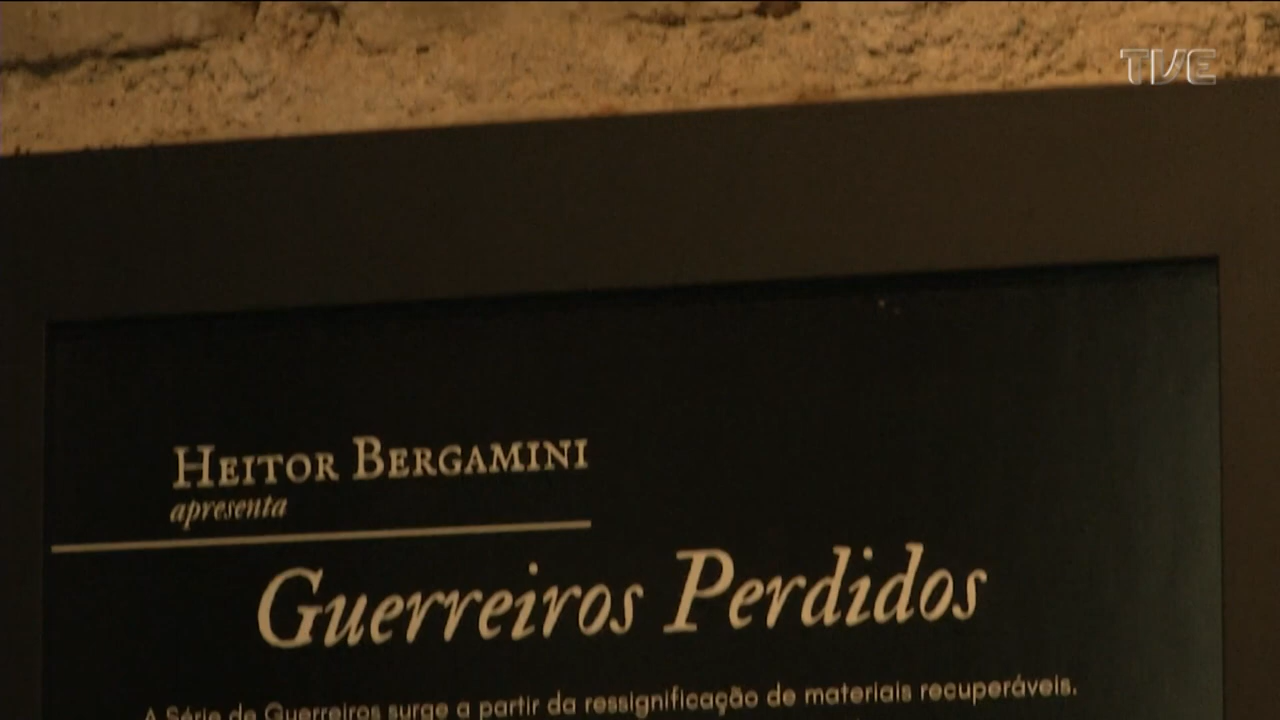 TVE
HEITOR BERGAMINI
apresenta
Guerreiros Perdidos
A Série de Guerreiros surge a partir da ressignificação de materiais recuperáveis.